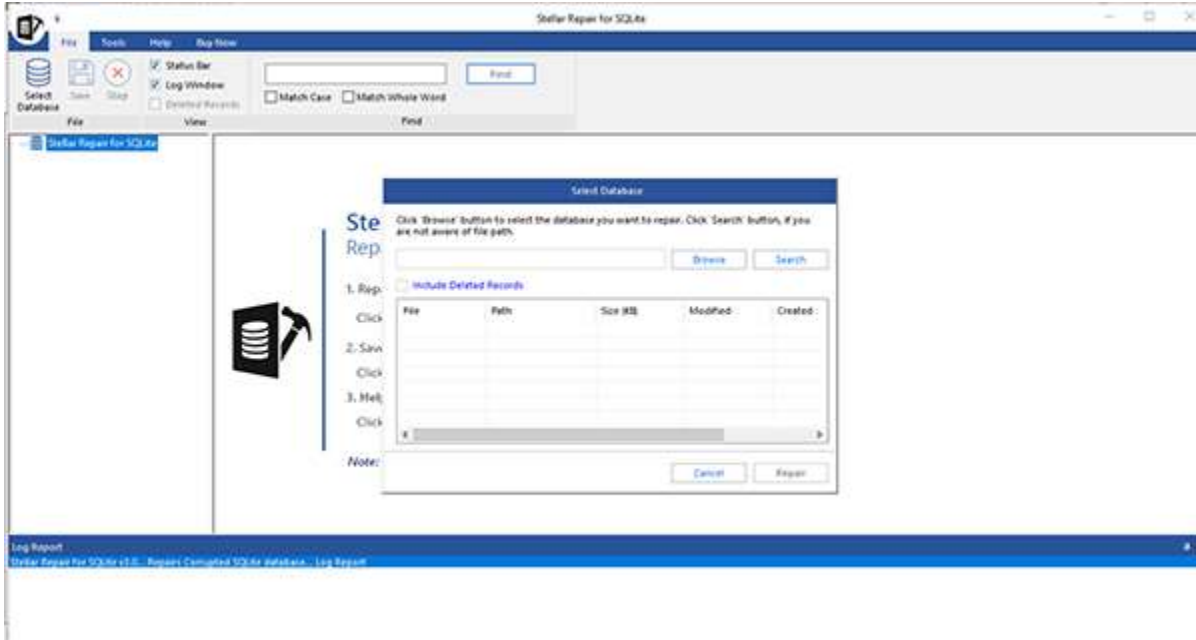 Stellar Repair for SQLite
File Tools Help Buy Now
Select Database
Save
Stop
File
Status Bar
Log Window
Deleted Records
View
Find
Match Case
Match Whole Word
Find
Stellar Repair for SQLite
Select Database
Click 'Browse' button to select the database you want to repair. Click 'Search' button, if you
are not aware of file path.
Browse
Search
Include Deleted Records
File Path Size (KB) Modified Created
Cancel
Repair
Ste
Rep
1. Rep
Click
2. Save
Click
3. Help
Click
Note:
Log Report
Stellar Repair for SQLite v3.0... Repairs Corrupted SQLite database... Log Report